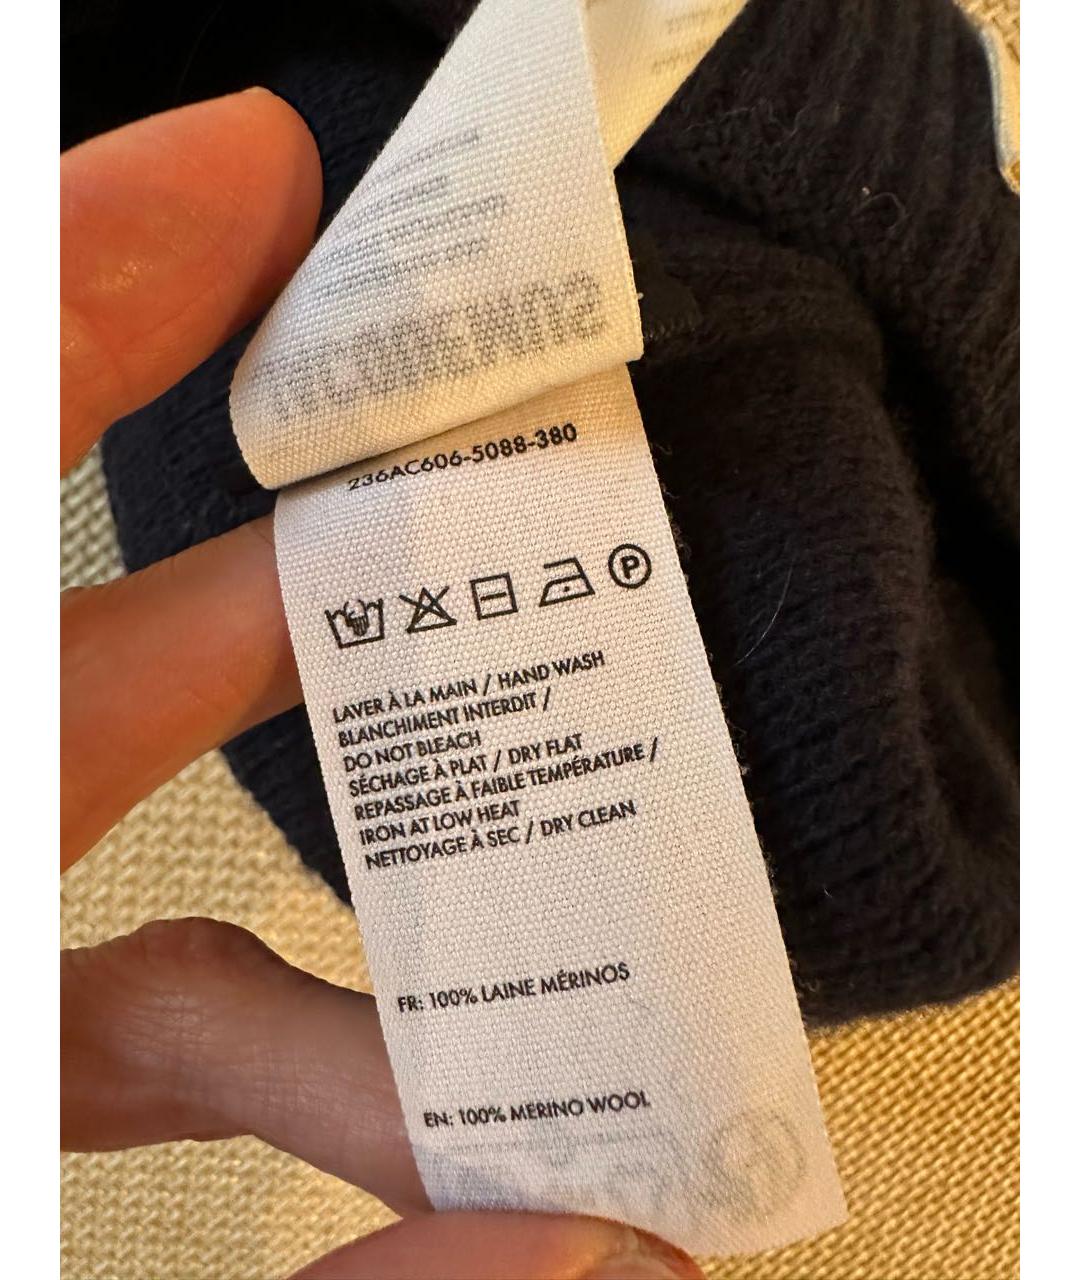 236AC606-5088-380
P
LAVER À LA MAIN / HAND WASH
BLANCHIMENT INTERDIT /
DO NOT BLEACH
SÉCHAGE À PLAT / DRY FLAT
REPASSAGE À FAIBLE TEMPÉRATURE /
IRON AT LOW HEAT
NETTOYAGE À SEC / DRY CLEAN
FR: 100% LAINE MÉRINOS
EN: 100% MERINO WOOL